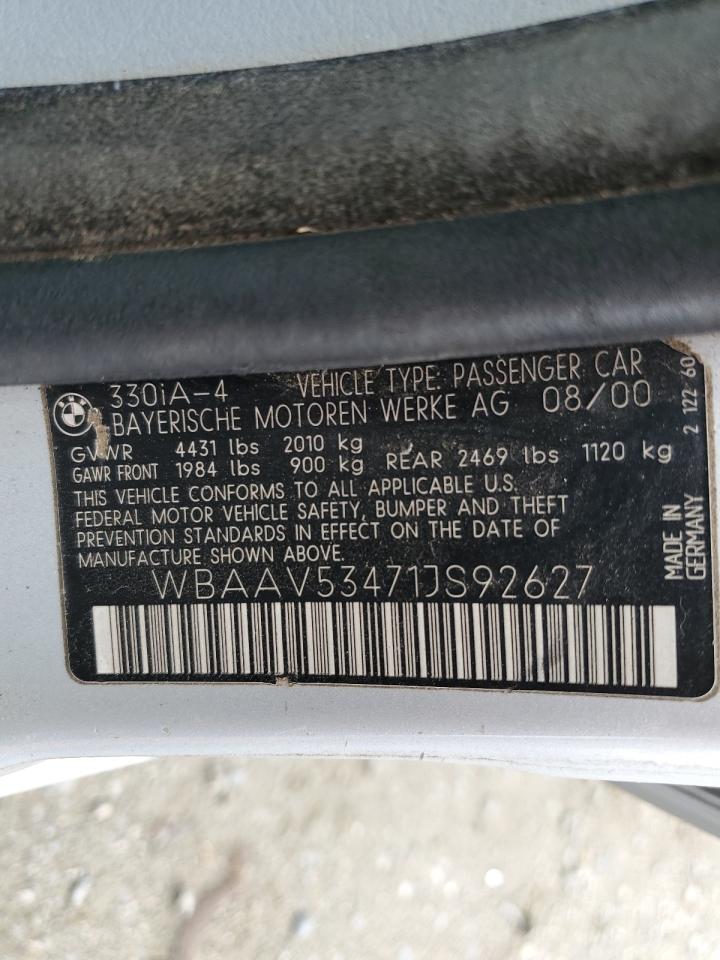 330iA-4 VEHICLE TYPE: PASSENGER CAR
BAYERISCHE MOTOREN WERKE AG 08/00
GVWR 4431 lbs 2010 kg
GAWR FRONT 1984 lbs 900 kg REAR 2469 lbs 1120 kg
THIS VEHICLE CONFORMS TO ALL APPLICABLE U.S.
FEDERAL MOTOR VEHICLE SAFETY, BUMPER AND THEFT
PREVENTION STANDARDS IN EFFECT ON THE DATE OF
MANUFACTURE SHOWN ABOVE.
WBAAV53471JS92627
2 122 60
MADE IN
GERMANY